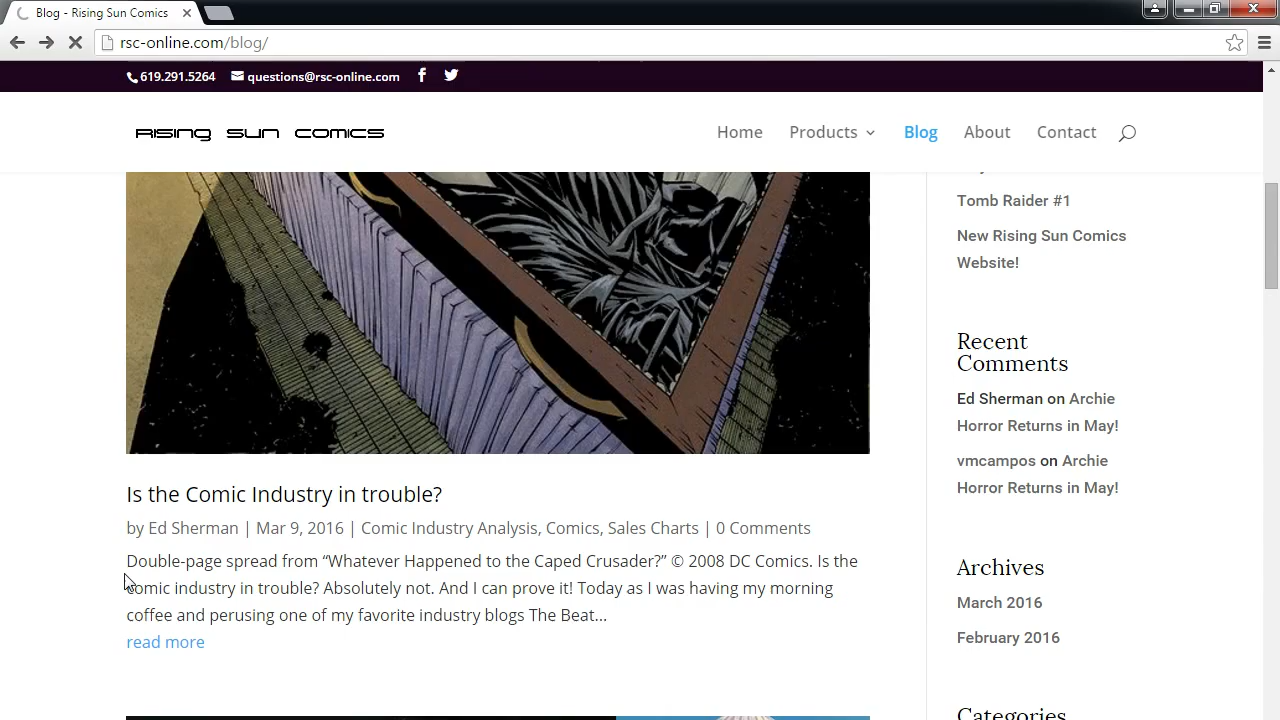 Blog - Rising Sun Comics
rsc-online.com/blog/
619.291.5264 questions@rsc-online.com
Rising Sun Comics
Home Products Blog About Contact
Tomb Raider #1
New Rising Sun Comics
Website!
Recent
Comments
Ed Sherman on Archie
Horror Returns in May!
vmcampos on Archie
Horror Returns in May!
Is the Comic Industry in trouble?
by Ed Sherman | Mar 9, 2016 | Comic Industry Analysis, Comics, Sales Charts | 0 Comments
Double-page spread from “Whatever Happened to the Caped Crusader?” © 2008 DC Comics. Is the
comic industry in trouble? Absolutely not. And I can prove it! Today as I was having my morning
coffee and perusing one of my favorite industry blogs The Beat...
read more
Archives
March 2016
February 2016
Categories